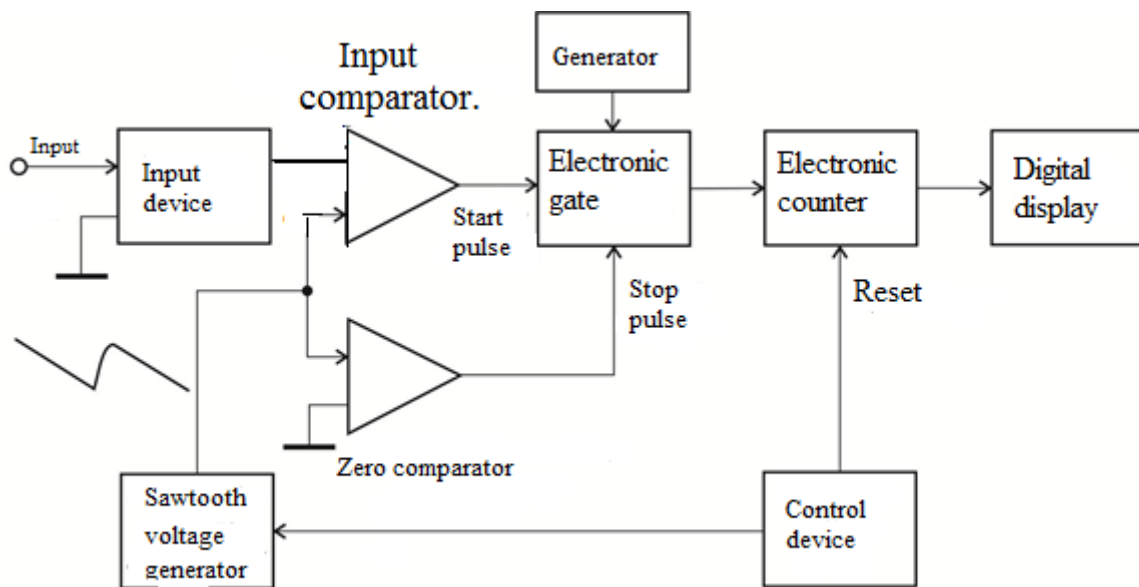 Input
comparator.
Generator
Input
Input
device
Electronic
gate
Electronic
counter
Digital
display
Start
pulse
Stop
pulse
Reset
Zero comparator
Sawtooth
voltage
generator
Control
device